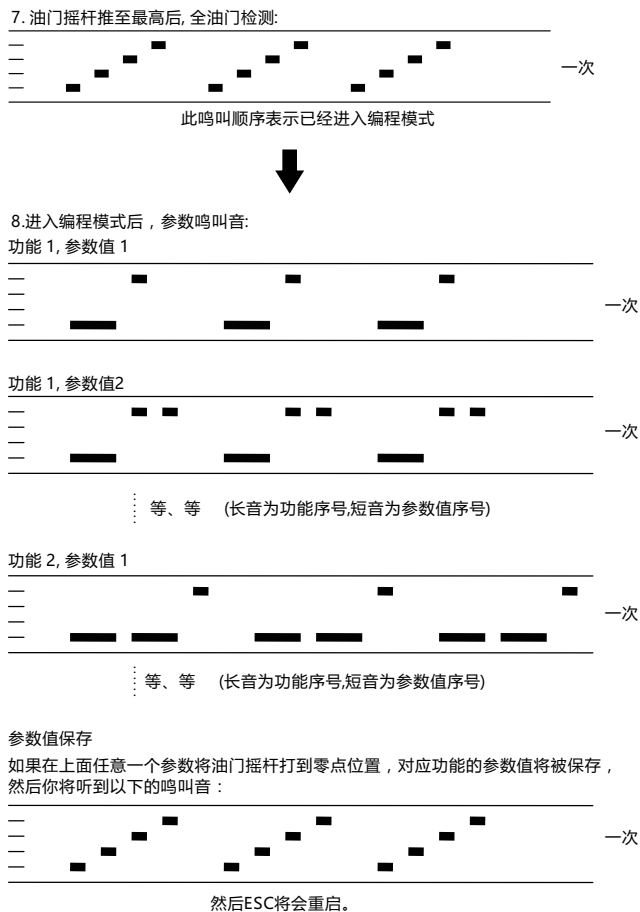 7. 油门摇杆推至最高后, 全油门检测:
一次
此鸣叫顺序表示已经进入编程模式
8.进入编程模式后，参数鸣叫音:
功能 1, 参数值 1
一次
功能 1, 参数值2
一次
等、等 (长音为功能序号,短音为参数值序号)
功能 2, 参数值 1
一次
等、等 (长音为功能序号,短音为参数值序号)
参数值保存
如果在上面任意一个参数将油门摇杆打到零点位置，对应功能的参数值将被保存，
然后你将听到以下的鸣叫音：
一次
然后ESC将会重启。